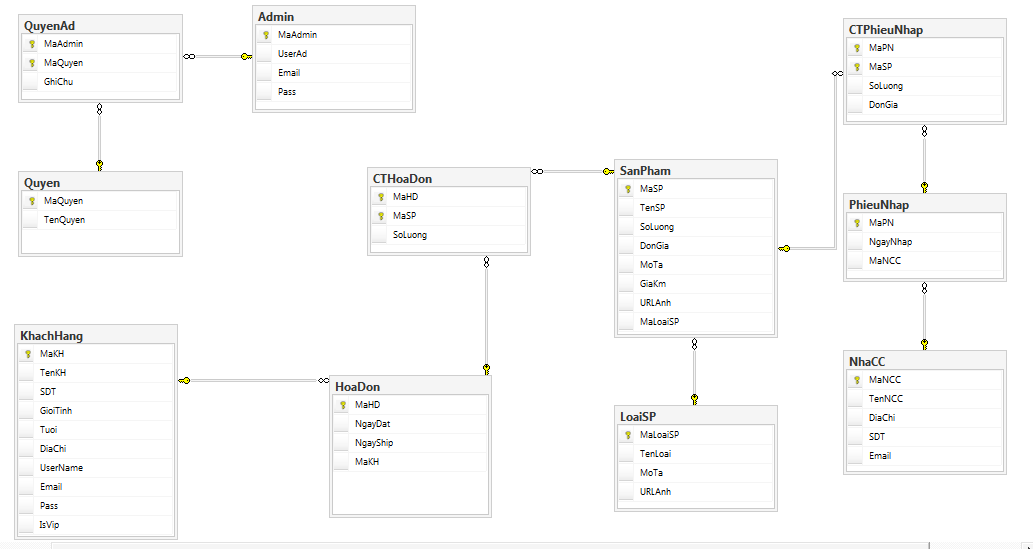 QuyenAd
MaAdmin
MaQuyen
GhiChu
Admin
MaAdmin
UserAd
Email
Pass
CTPhieuNhap
MaPN
MaSP
SoLuong
DonGia
Quyen
MaQuyen
TenQuyen
CTHoaDon
MaHD
MaSP
SoLuong
SanPham
MaSP
TenSP
SoLuong
DonGia
MoTa
GiaKm
URLAnh
MaLoaiSP
PhieuNhap
MaPN
NgayNhap
MaNCC
KhachHang
MaKH
TenKH
SDT
GioiTinh
Tuoi
DiaChi
UserName
Email
Pass
IsVip
HoaDon
MaHD
NgayDat
NgayShip
MaKH
LoaiSP
MaLoaiSP
TenLoai
MoTa
URLAnh
NhaCC
MaNCC
TenNCC
DiaChi
SDT
Email